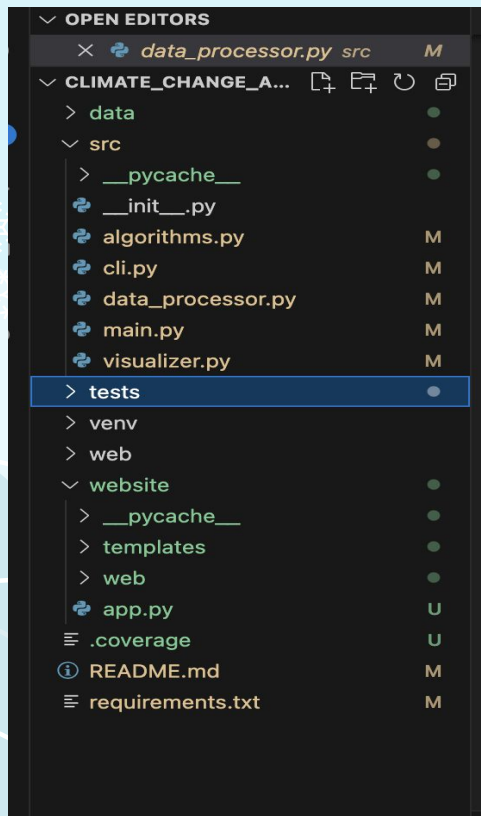 OPEN EDITORS
data_processor.py src M
CLIMATE_CHANGE_A...
data
src
__pycache__
__init__.py
algorithms.py M
cli.py M
data_processor.py M
main.py M
visualizer.py M
tests
venv
web
website
__pycache__
templates
web
app.py U
.coverage U
README.md M
requirements.txt M